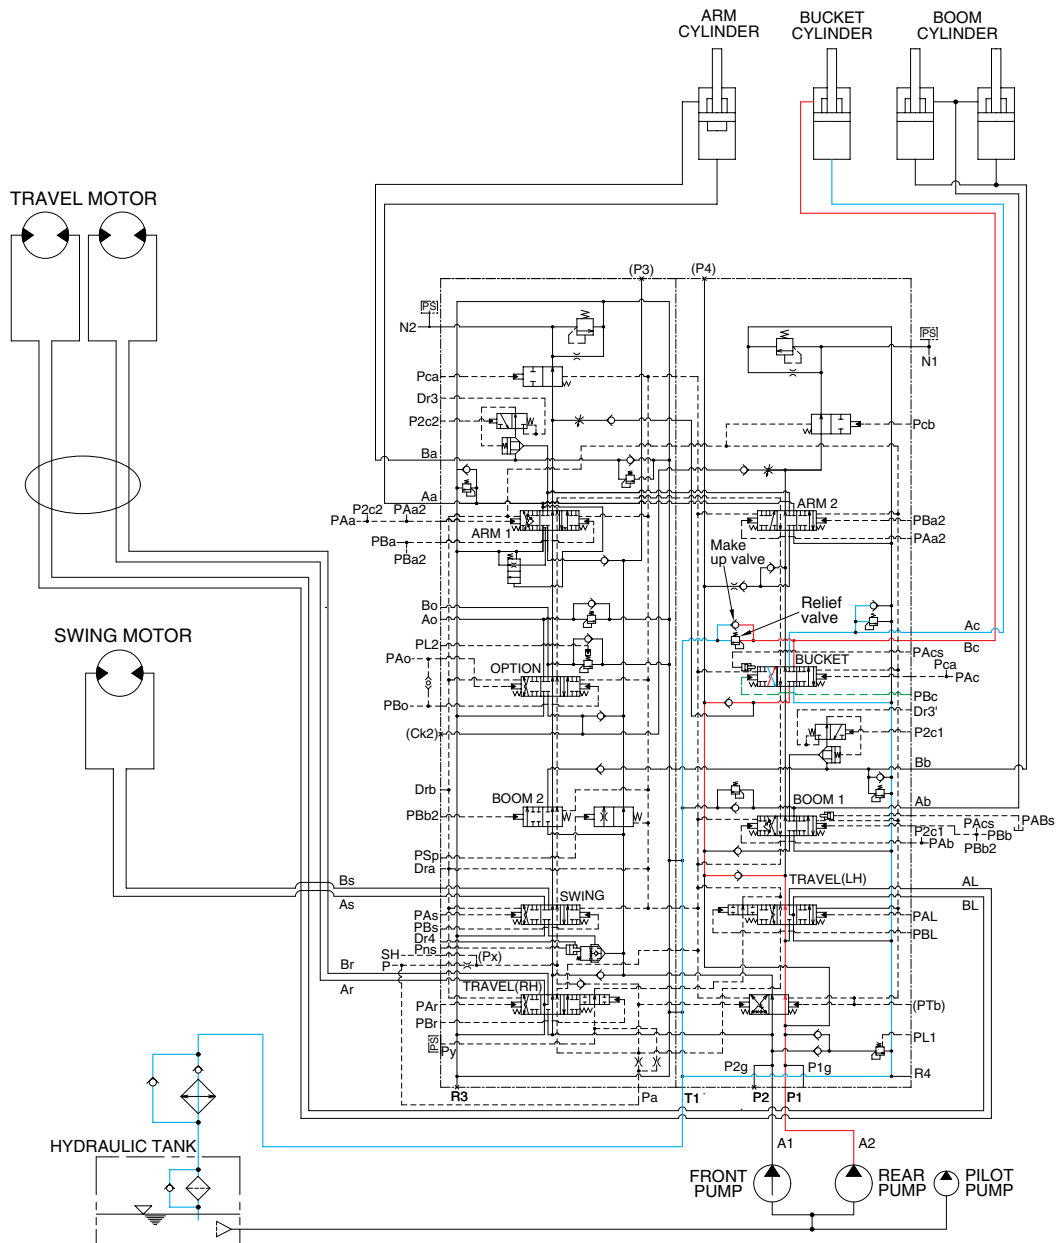 ARM
CYLINDER
BUCKET
CYLINDER
BOOM
CYLINDER
TRAVEL MOTOR
(P3)
(P4)
PS
N2
PS
N1
Pca
Dr3
P2c2
Pcb
Ba
Aa
P2c2
PAa2
PAa
ARM 1
PBa
PBa2
ARM 2
PBa2
PAa2
Make
up valve
Relief
valve
Bo
Ao
PL2
PAo
OPTION
PBo
(Ck2)
Ac
Bc
PAcs
BUCKET
Pca
PAc
PBc
Dr3'
P2c1
SWING MOTOR
Drb
BOOM 2
PBb2
PSp
Dra
Bb
Ab
BOOM 1
PAcs
PABs
P2c1
PBb
PAb
PBb2
Bs
As
SWING
PAs
PBs
Dr4
Pns
SH
P
(Px)
TRAVEL(LH)
AL
BL
PAL
PBL
Br
Ar
TRAVEL(RH)
PAr
PBr
PS
Py
(PTb)
PL1
P2g
P1g
R4
R3
Pa
T1
P2
P1
HYDRAULIC TANK
A1
A2
FRONT
PUMP
REAR
PUMP
PILOT
PUMP